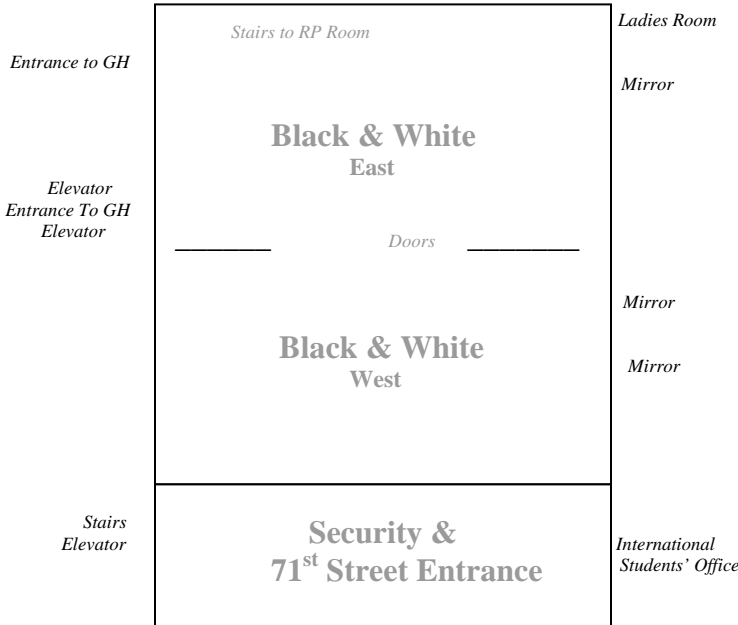 Ladies Room
Stairs to RP Room
Entrance to GH
Mirror
Black & White
East
Elevator
Entrance To GH
Elevator
Doors
Mirror
Black & White
West
Mirror
Stairs
Elevator
Security &
71st Street Entrance
International
Students’ Office